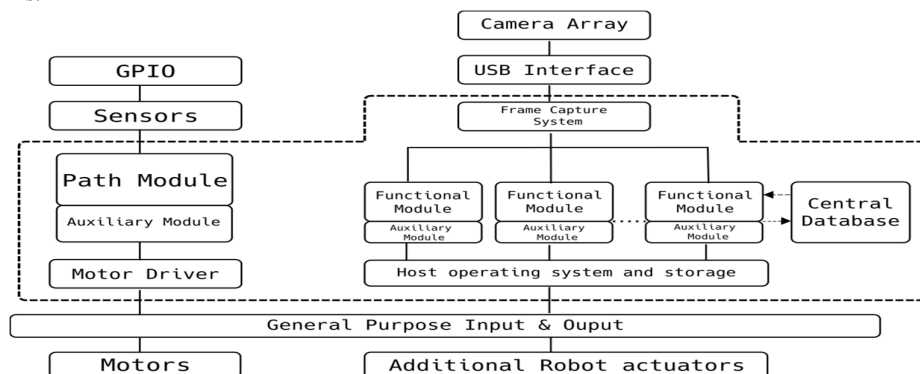 Camera Array
GPIO
USB Interface
Sensors
Frame Capture
System
Path Module
Auxiliary Module
Functional
Module
Auxiliary
Module
Functional
Module
Auxiliary
Module
Functional
Module
Auxiliary
Module
Central
Database
Motor Driver
Host operating system and storage
General Purpose Input & Ouput
Motors
Additional Robot actuators